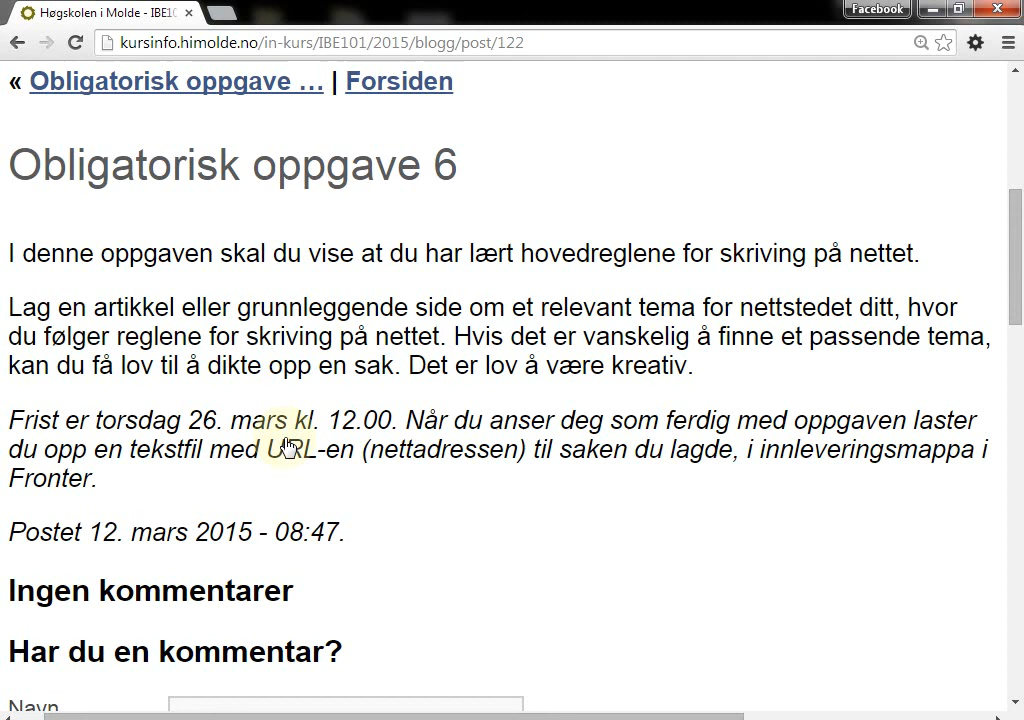 Høgskolen i Molde - IBE10
Facebook
kursinfo.himolde.no/in-kurs/IBE101/2015/blogg/post/122
« Obligatorisk oppgave ... | Forsiden
Obligatorisk oppgave 6
I denne oppgaven skal du vise at du har lært hovedreglene for skriving på nettet.
Lag en artikkel eller grunnleggende side om et relevant tema for nettstedet ditt, hvor
du følger reglene for skriving på nettet. Hvis det er vanskelig å finne et passende tema,
kan du få lov til å dikte opp en sak. Det er lov å være kreativ.
Frist er torsdag 26. mars kl. 12.00. Når du anser deg som ferdig med oppgaven laster
du opp en tekstfil med URL-en (nettadressen) til saken du lagde, i innleveringsmappa i
Fronter.
Postet 12. mars 2015 - 08:47.
Ingen kommentarer
Har du en kommentar?
Navn